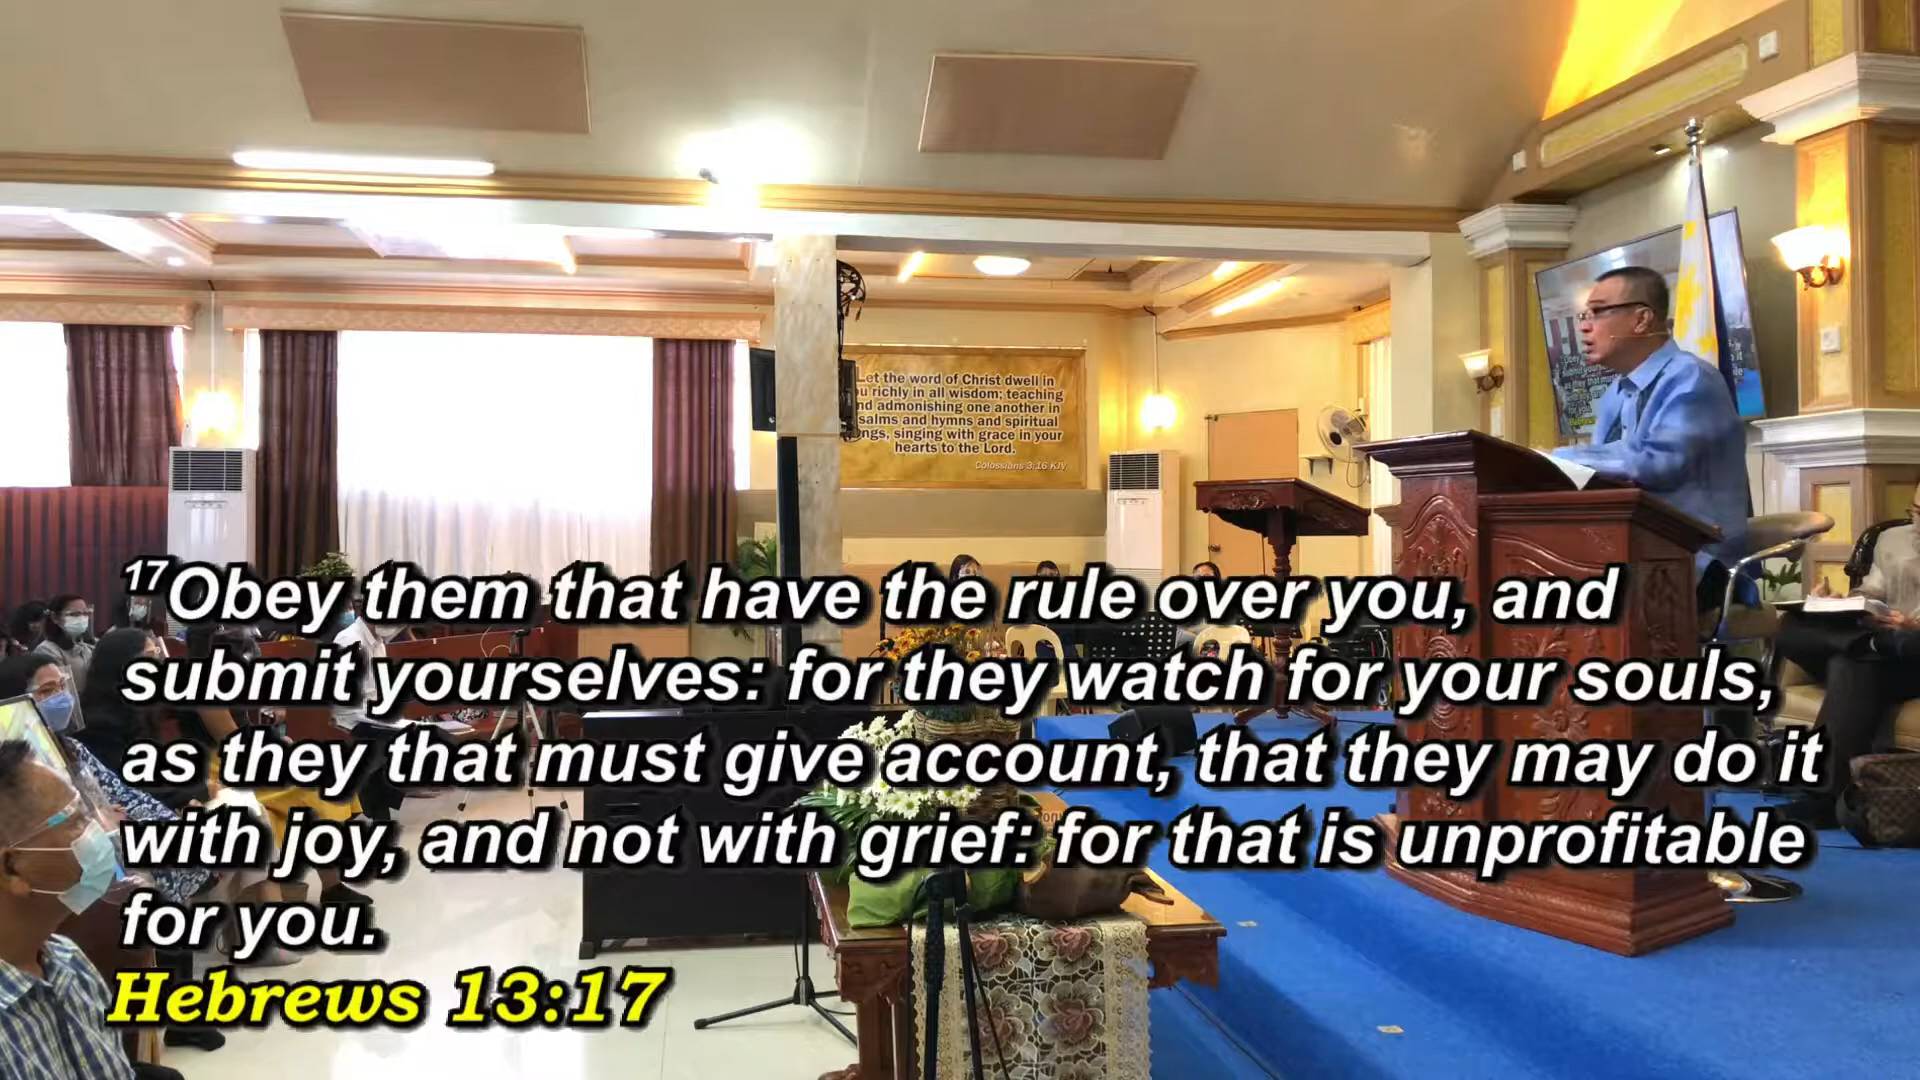 Let the word of Christ dwell in
richly in all wisdom; teaching
and admonishing one another in
and hymns and spiritual
singing with grace in your
hearts to the Lord.
Colossians 3:16 KJV
17Obey them that have the rule over you, and
submit yourselves: for they watch for your souls,
as they that must give account, that they may do it
with joy, and not with grief: for that is unprofitable
for you.
Hebrews 13:17